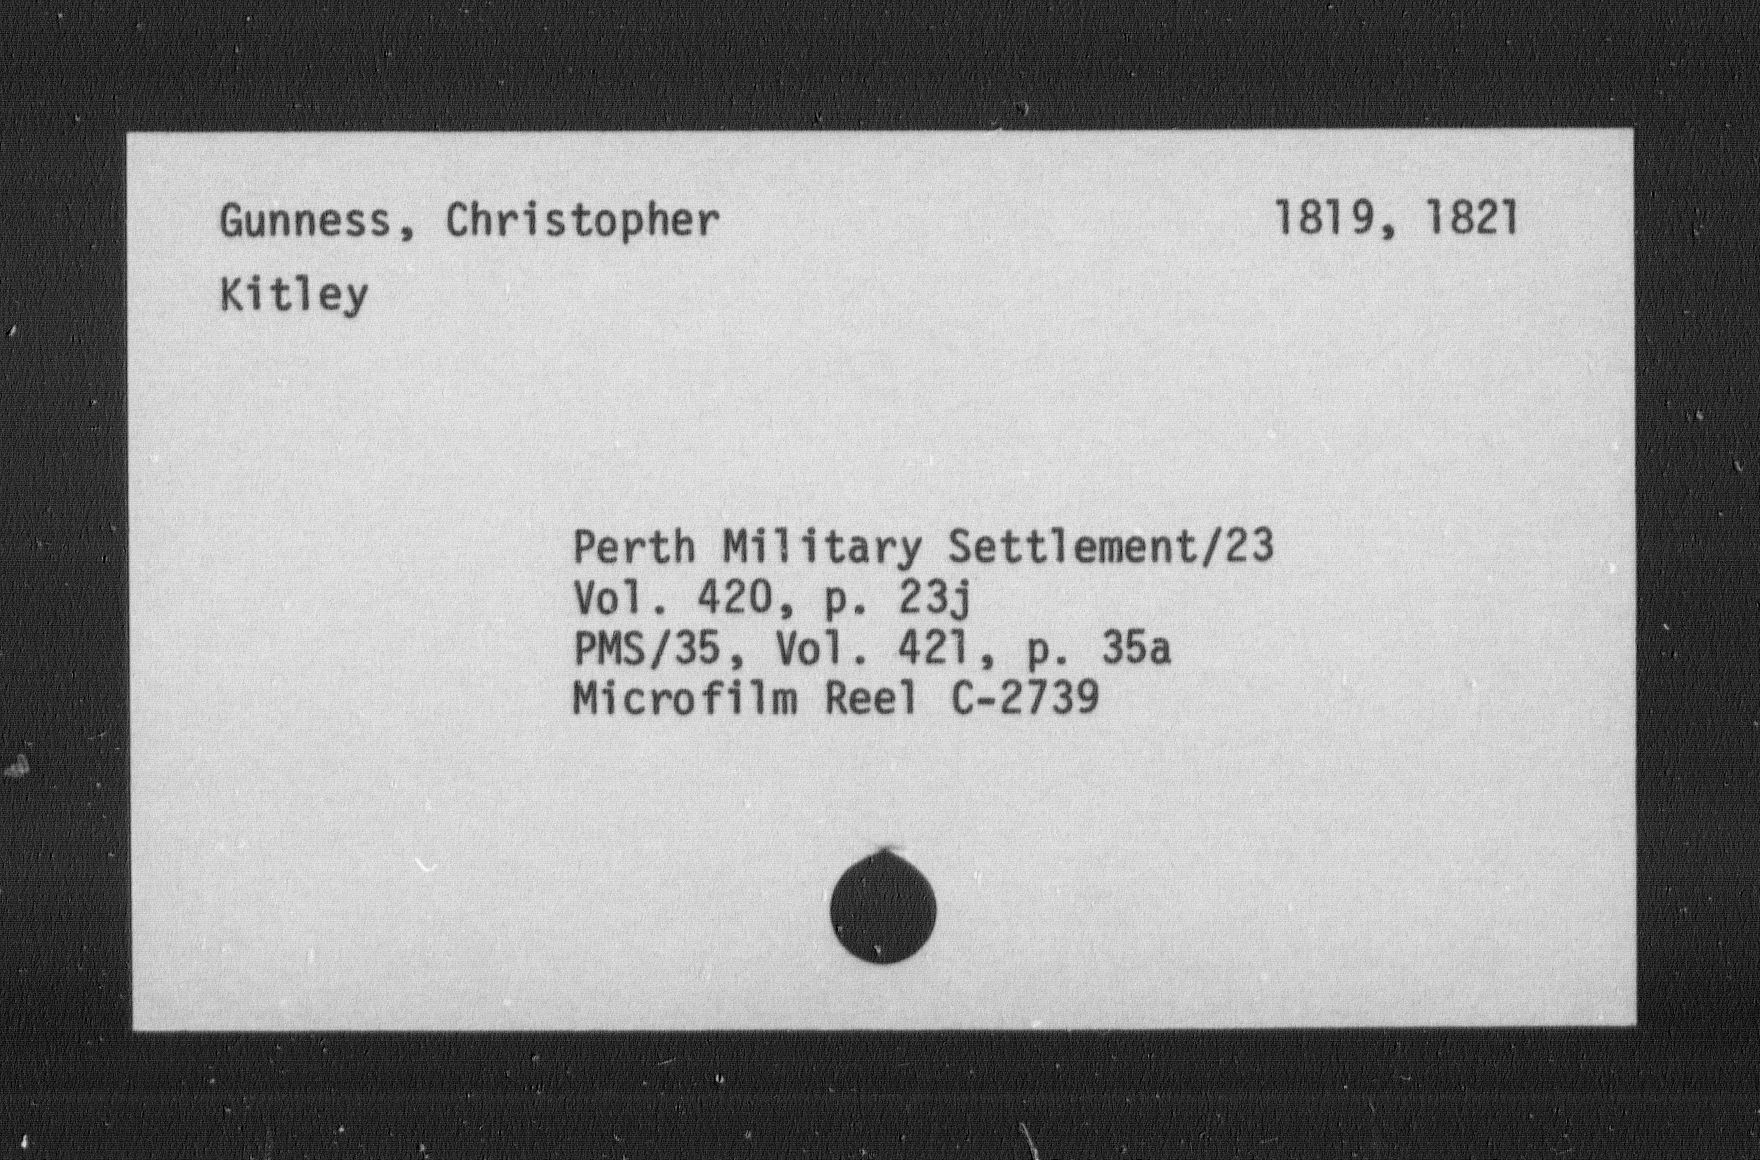 Gunness, Christopher 1819, 1821
Kitley
Perth Military Settlement/23
Vol. 420, p. 23j
PMS/35, Vol. 421, p. 35a
Microfilm Reel C-2739